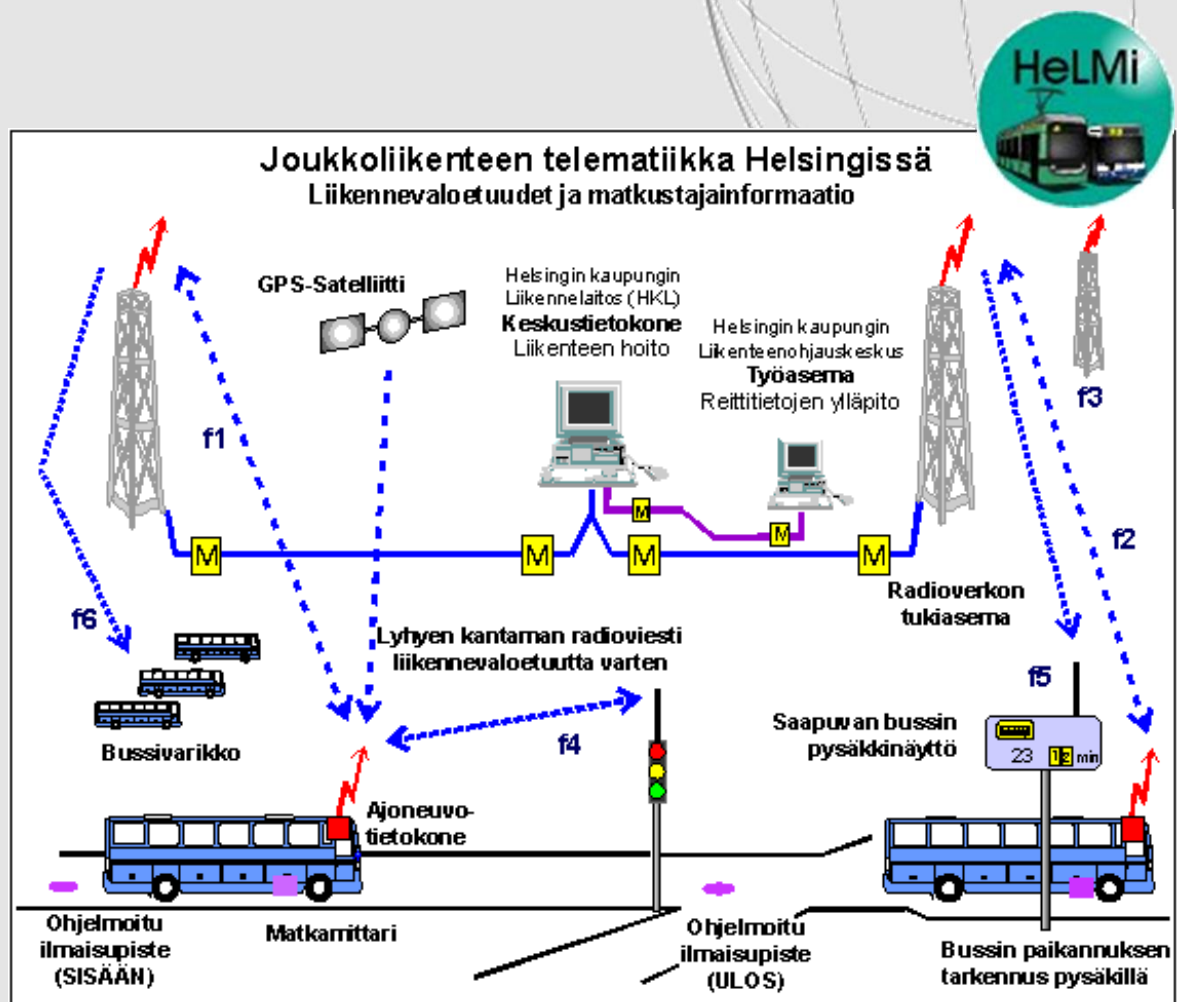 HeLMi
Joukkoliikenteen telematiikka Helsingissä
Liikennevaloetuudet ja matkustajainformaatio
GPS-Satelliitti
Helsingin kaupungin
Liikennelaitos (HKL)
Keskustietokone
Liikenteen hoito
Helsingin kaupungin
Liikenteenohjauskeskus
Työasema
Reittitietojen ylläpito
f1
f3
f2
M
M
M
M
M
M
Radioverkon
tukiasema
f6
Lyhyen kantaman radioviesti
liikennevaloetuutta varten
f5
f4
Bussivarikko
Saapuvan bussin
pysäkkinäyttö
23 12 min
Ajoneuvo-
tietokone
Ohjelmoitu
ilmaisupiste
(SISÄÄN)
Matkamittari
Ohjelmoitu
ilmaisupiste
(ULOS)
Bussin paikannuksen
tarkennus pysäkillä